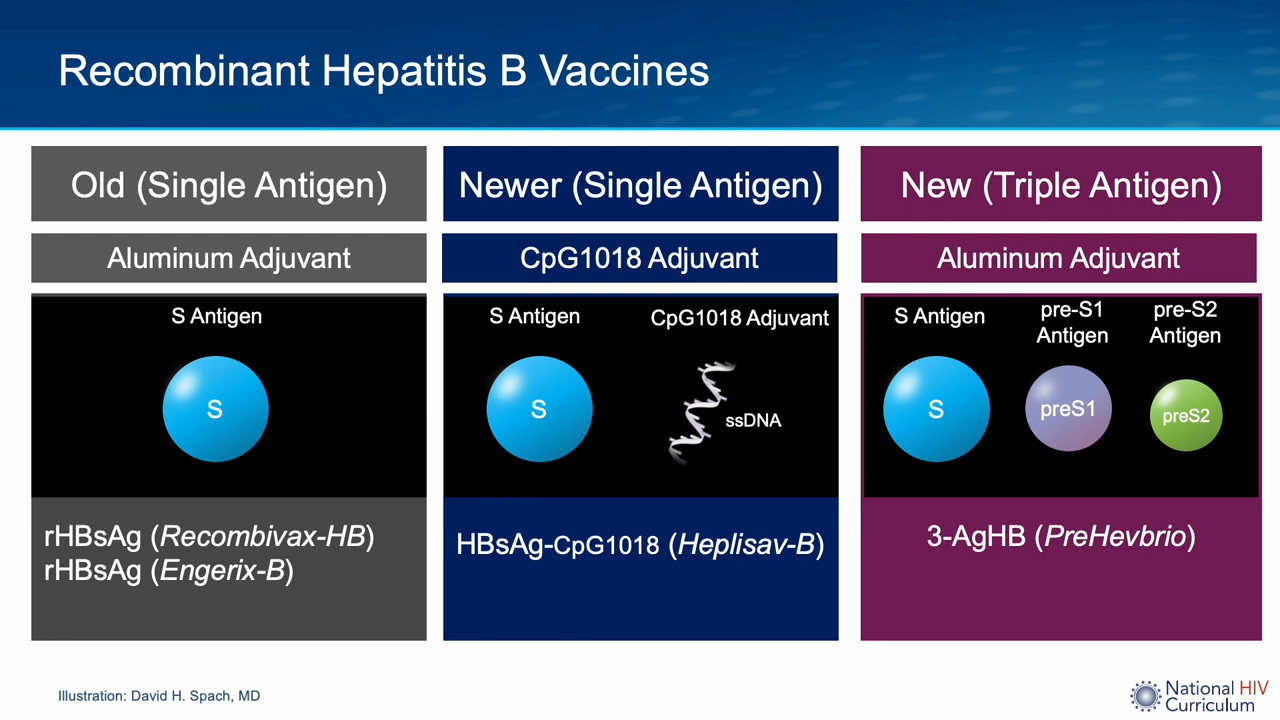 Recombinant Hepatitis B Vaccines
Old (Single Antigen)
Aluminum Adjuvant
S Antigen
S
rHBsAg (Recombivax-HB)
rHBsAg (Engerix-B)
Newer (Single Antigen)
CpG1018 Adjuvant
S Antigen
CpG1018 Adjuvant
S
ssDNA
HBsAg-CpG1018 (Heplisav-B)
New (Triple Antigen)
Aluminum Adjuvant
S Antigen
pre-S1
Antigen
pre-S2
Antigen
S
preS1
preS2
3-AgHB (PreHevbrio)
Illustration: David H. Spach, MD
National HIV
Curriculum